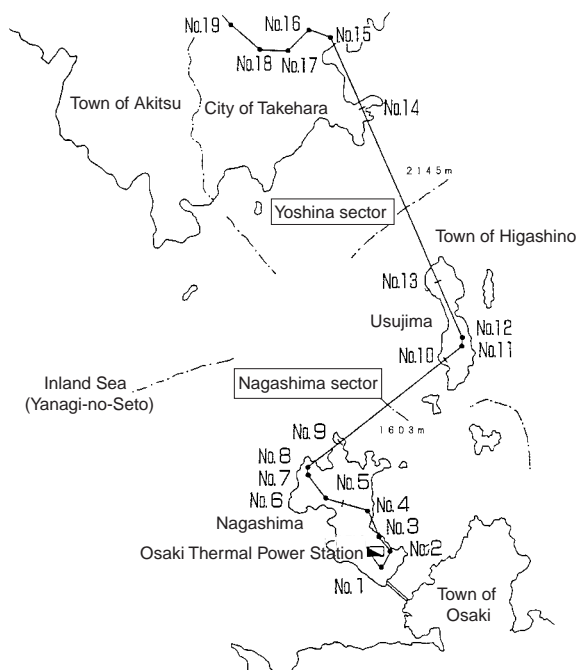 No.19
No.16
No.15
No.18
No.17
Town of Akitsu
City of Takehara
No.14
2145m
Yoshina sector
Town of Higashino
No.13
Usujima
No.12
No.10
No.11
Inland Sea
(Yanagi-no-Seto)
Nagashima sector
1603m
No.9
No.8
No.7
No.5
No.6
No.4
Nagashima
No.3
Osaki Thermal Power Station
No.2
No.1
Town of
Osaki